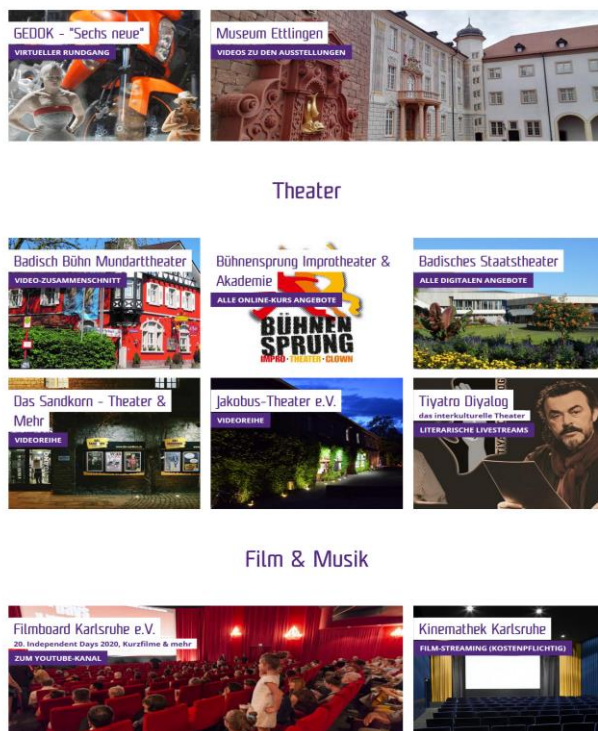 GEDOK - "Sechs neue"
VIRTUELLER RUNDGANG
Museum Ettlingen
VIDEOS ZU DEN AUSSTELLUNGEN
Theater
Badisch Bühn Mundarttheater
VIDEO-ZUSAMMENSCHNITT
Bühnensprung Improtheater &
Akademie
ALLE ONLINE-KURS ANGEBOTE
BÜHNEN
SPRUNG
IMPRO·THEATER·CLOWN
Badisches Staatstheater
ALLE DIGITALEN ANGEBOTE
Das Sandkorn - Theater &
Mehr
VIDEOREIHE
Jakobus-Theater e.V.
VIDEOREIHE
Tiyatro Diyalog
das interkulturelle Theater
LITERARISCHE LIVESTREAMS
Film & Musik
Filmboard Karlsruhe e.V.
20. Independent Days 2020, Kurzfilme & mehr
ZUM YOUTUBE-KANAL
Kinemathek Karlsruhe
FILM-STREAMING (KOSTENPFLICHTIG)